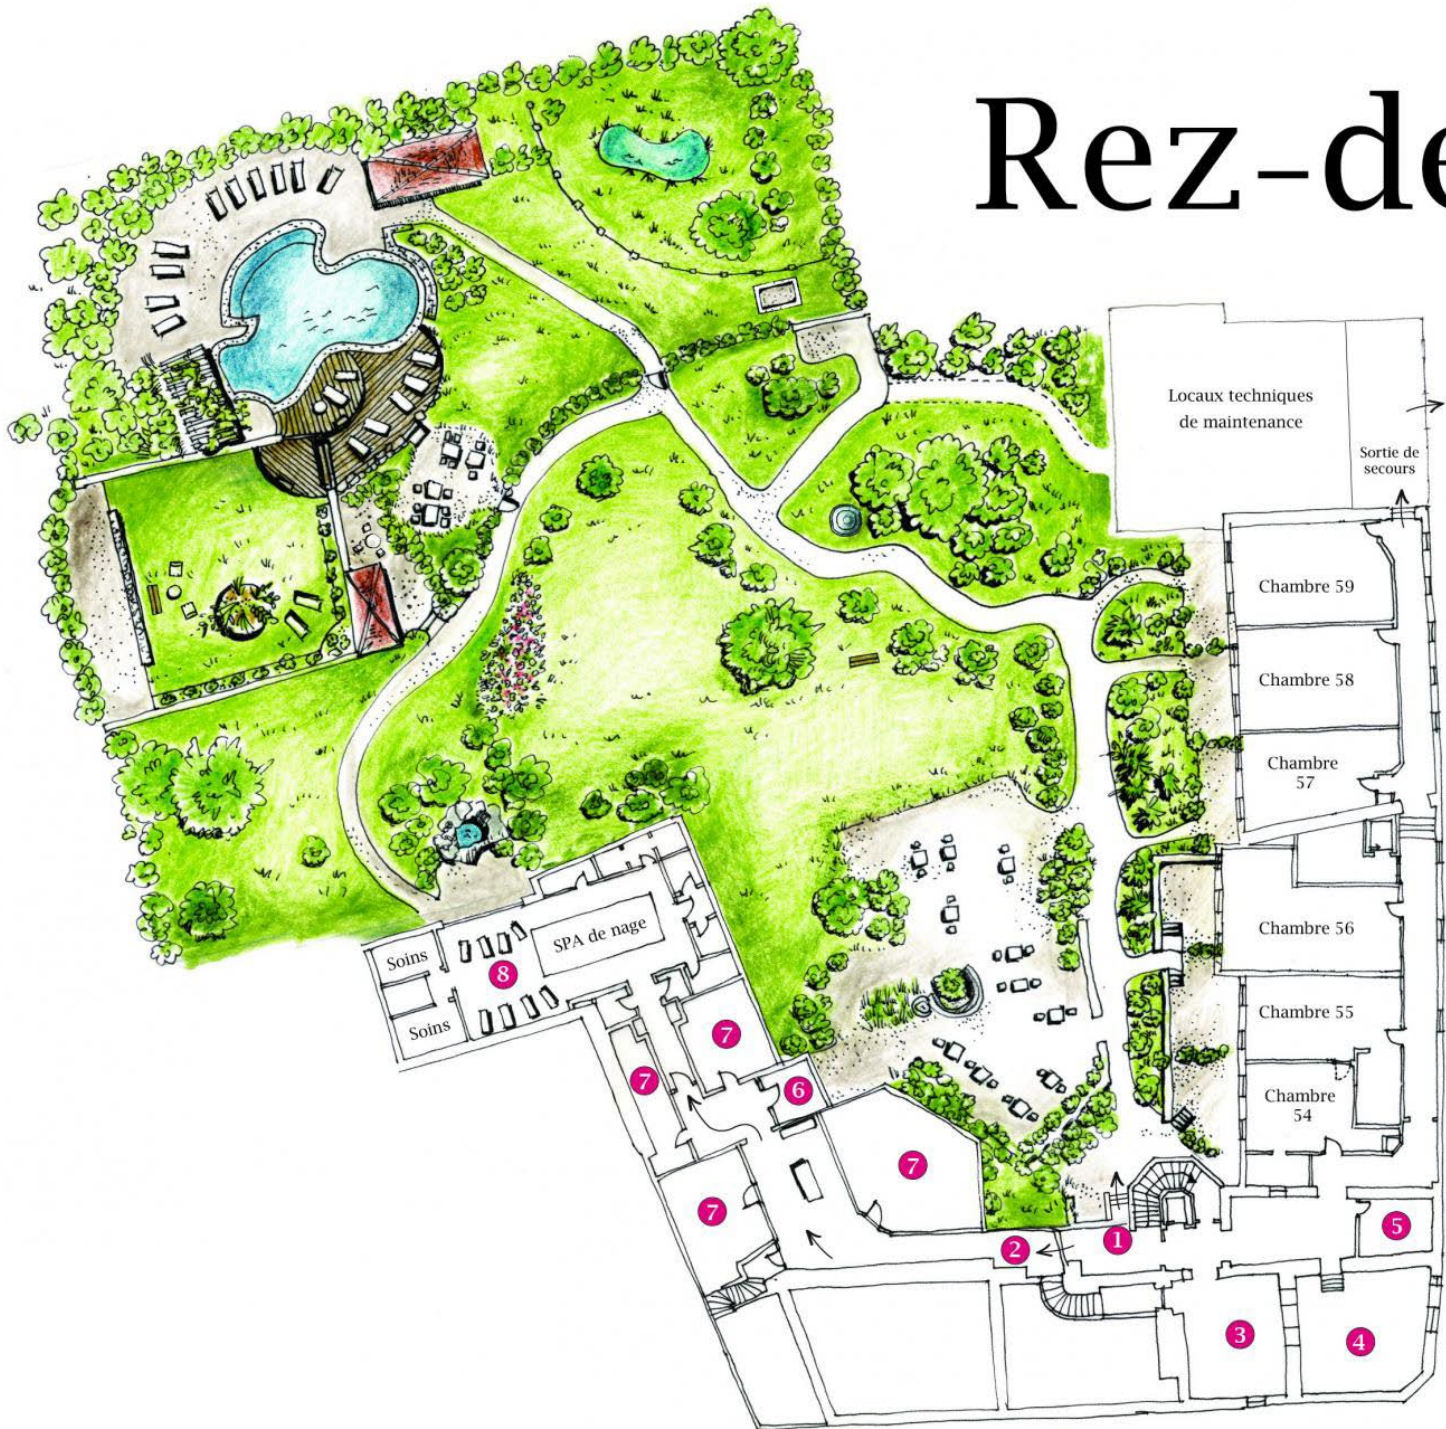 Rez-de
Locaux techniques
de maintenance
Sortie de
secours
Chambre 59
Chambre 58
Chambre
57
Chambre 56
Chambre 55
Chambre
54
SPA de nage
Soins
8
Soins
7
7
6
7
7
5
1
2
3
4